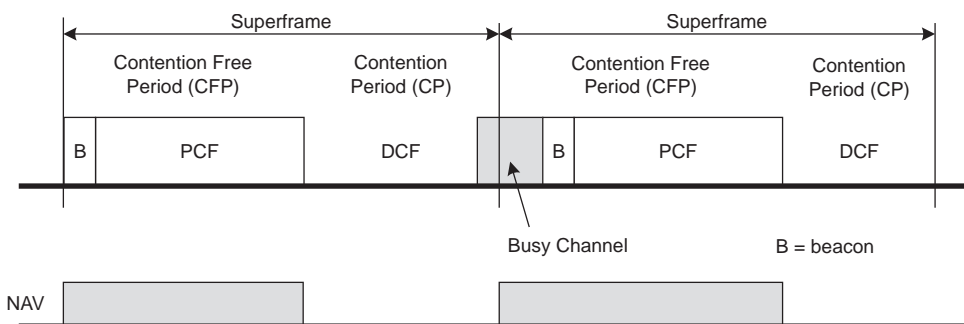 Superframe
Superframe
Contention Free
Period (CFP)
Contention
Period (CP)
Contention Free
Period (CFP)
Contention
Period (CP)
B
PCF
DCF
B
PCF
DCF
Busy Channel
B = beacon
NAV